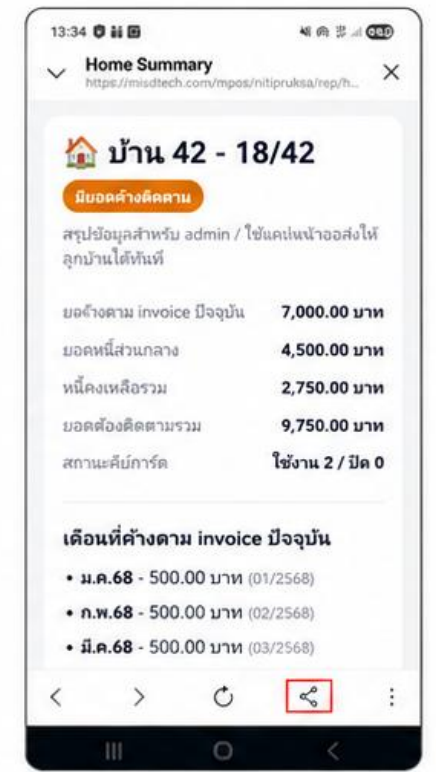 13:34
Home Summary
https://misdtech.com/mpos/nitipruksa/rep/h...
บ้าน 42 - 18/42
มียอดค้างติดตาม
สรุปข้อมูลสำหรับ admin / ใช้แคปหน้าจอส่งให้
ลูกบ้านได้ทันที
ยอดค้างตาม invoice ปัจจุบัน 7,000.00 บาท
ยอดหนี้ส่วนกลาง 4,500.00 บาท
หนี้คงเหลือรวม 2,750.00 บาท
ยอดต้องติดตามรวม 9,750.00 บาท
สถานะคีย์การ์ด ใช้งาน 2 / ปิด 0
เดือนที่ค้างตาม invoice ปัจจุบัน
• ม.ค.68 - 500.00 บาท (01/2568)
• ก.พ.68 - 500.00 บาท (02/2568)
• มี.ค.68 - 500.00 บาท (03/2568)